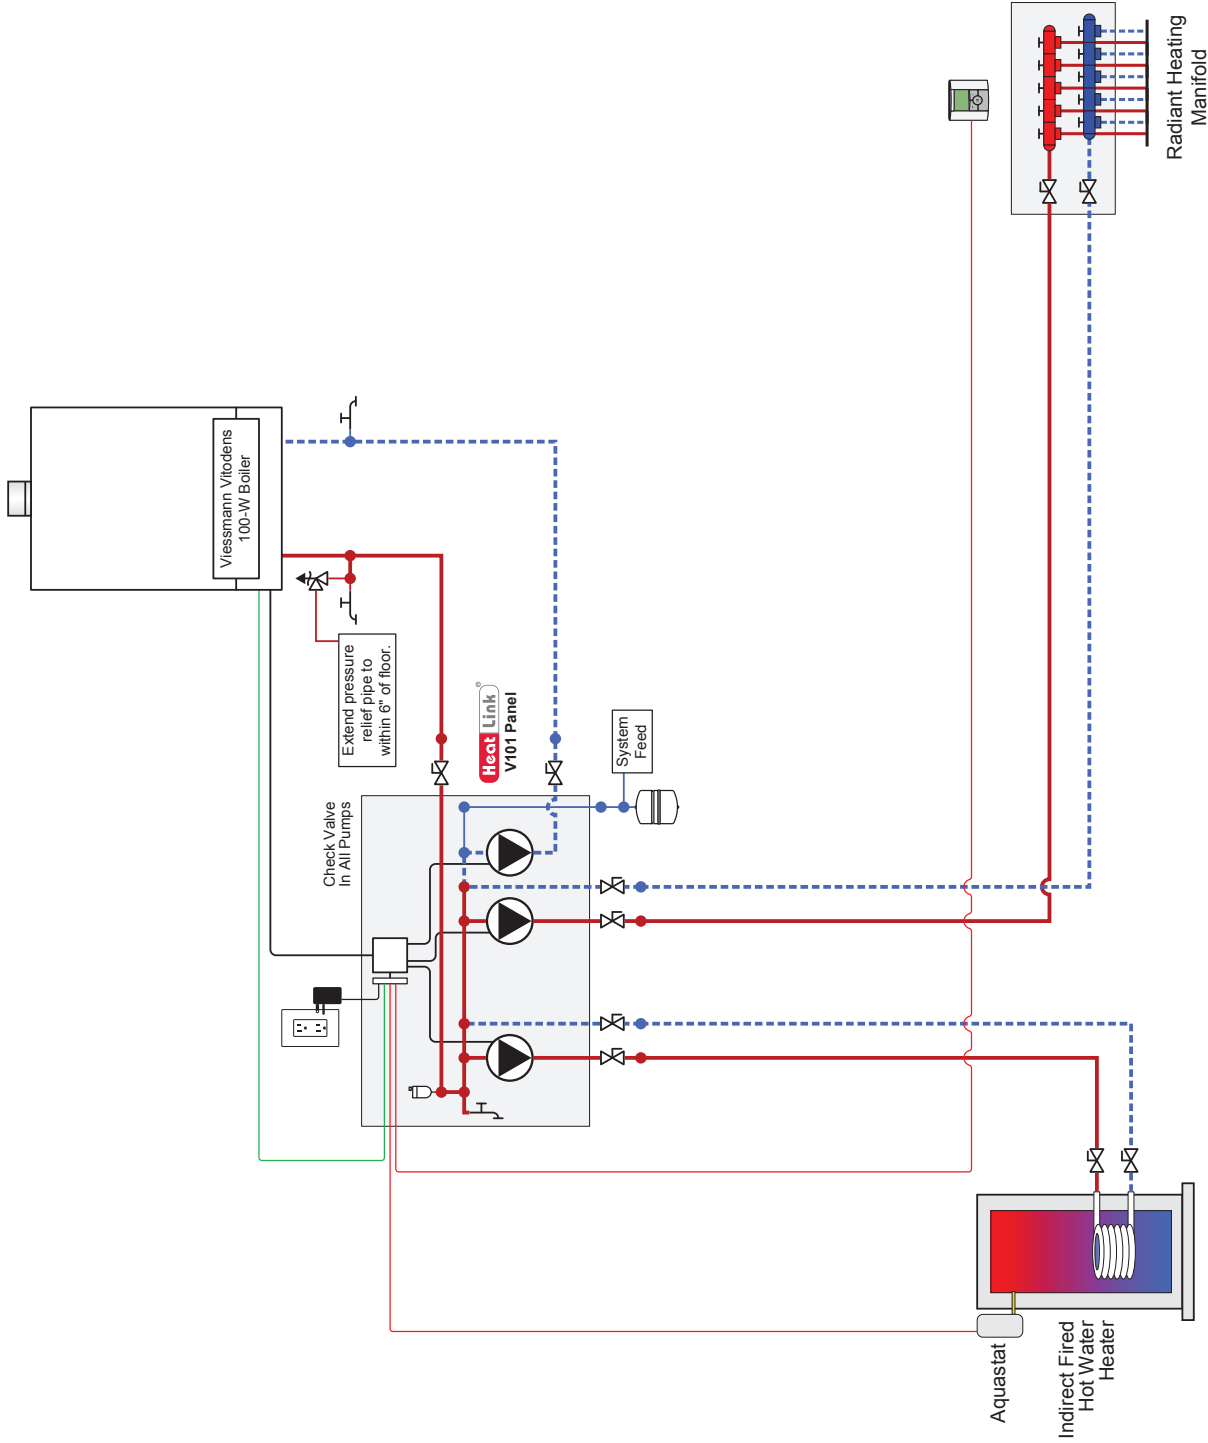 Viessmann Vitodens
100-W Boiler
Extend pressure
relief pipe to
within 6" of floor.
Check Valve
In All Pumps
Heat Link®
V101 Panel
System
Feed
Radiant Heating
Manifold
Aquastat
Indirect Fired
Hot Water
Heater